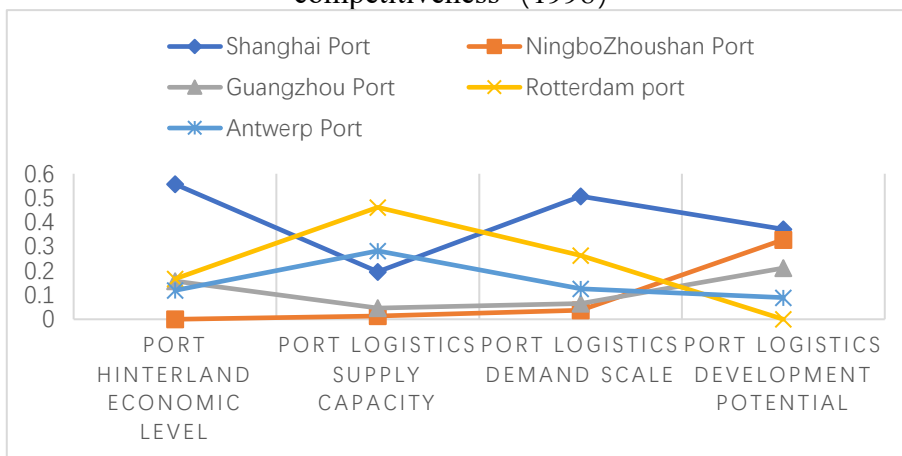 competitiveness
Shanghai Port
NingboZhoushan Port
Guangzhou Port
Rotterdam port
Antwerp Port
0.6
0.5
0.4
0.3
0.2
0.1
0
PORT
HINTERLAND
ECONOMIC
LEVEL
PORT LOGISTICS
SUPPLY
CAPACITY
PORT LOGISTICS
DEMAND SCALE
PORT LOGISTICS
DEVELOPMENT
POTENTIAL